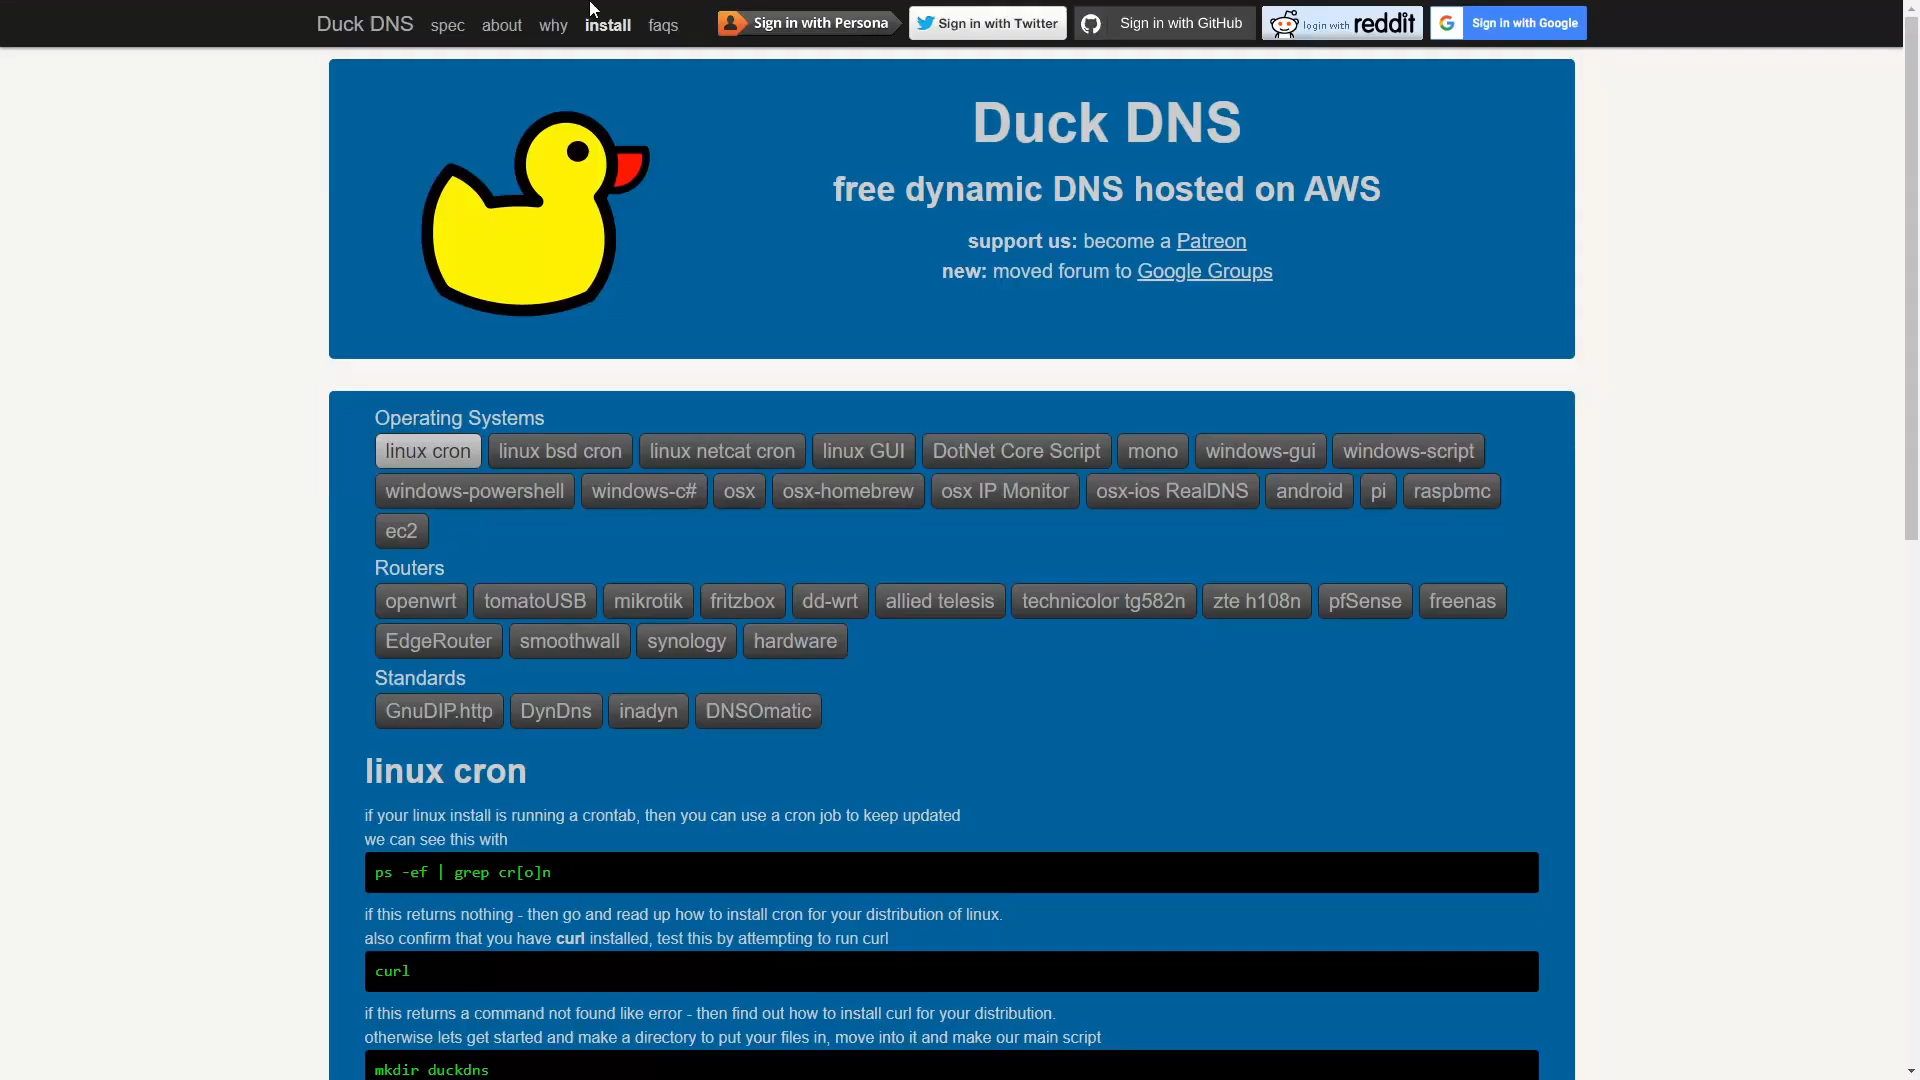 Duck DNS spec about why install faqs Sign in with Persona Sign in with Twitter Sign in with GitHub login with reddit Sign in with Google
Duck DNS
free dynamic DNS hosted on AWS
support us: become a Patreon
new: moved forum to Google Groups
Operating Systems
linux cron linux bsd cron linux netcat cron linux GUI DotNet Core Script mono windows-gui windows-script
windows-powershell windows-c# osx osx-homebrew osx IP Monitor osx-ios RealDNS android pi raspbmc
ec2
Routers
openwrt tomatoUSB mikrotik fritzbox dd-wrt allied telesis technicolor tg582n zte h108n pfSense freenas
EdgeRouter smoothwall synology hardware
Standards
GnuDIP.http DynDns inadyn DNSOmatic
linux cron
if your linux install is running a crontab, then you can use a cron job to keep updated
we can see this with
ps -ef | grep cr[o]n
if this returns nothing - then go and read up how to install cron for your distribution of linux.
also confirm that you have curl installed, test this by attempting to run curl
curl
if this returns a command not found like error - then find out how to install curl for your distribution.
otherwise lets get started and make a directory to put your files in, move into it and make our main script
mkdir duckdns